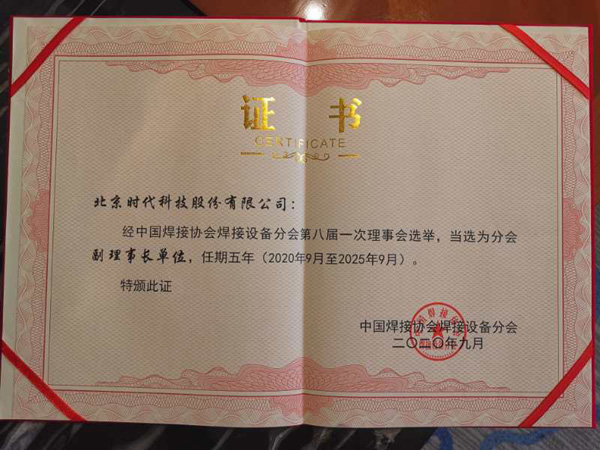 证 书
CERTIFICATE
北京时代科技股份有限公司：
经中国焊接协会焊接设备分会第八届一次理事会选举，当选为分会
副理事长单位，任期五年（2020年9月至2025年9月）。
特颁此证
中国焊接协会焊接设备分会
二〇二〇年九月